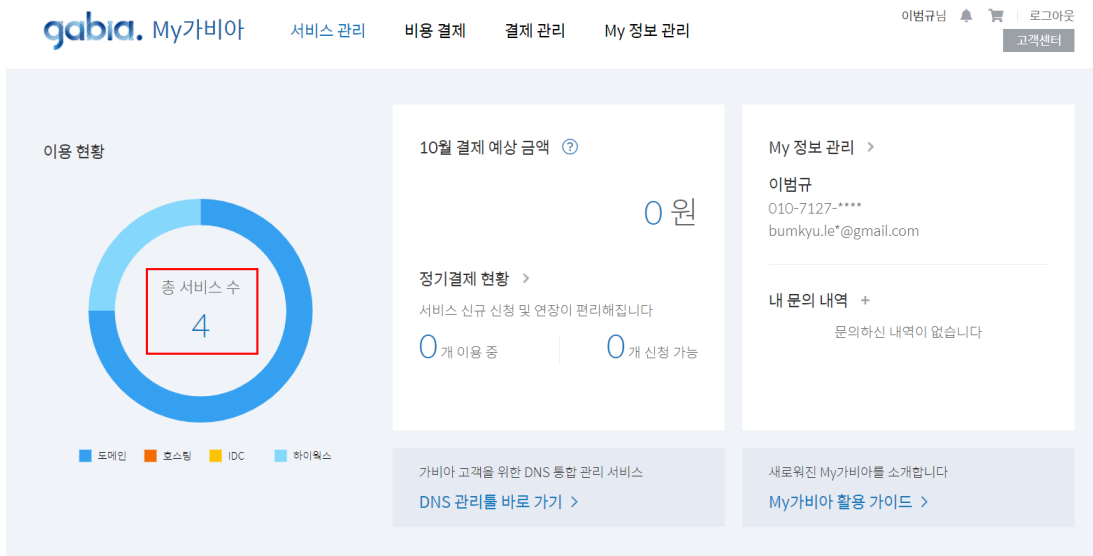 gabia. My가비아 서비스 관리 비용 결제 결제 관리 My 정보 관리
이범규님 로그아웃
고객센터
이용 현황
총 서비스 수
4
도메인 호스팅 IDC 하이웍스
10월 결제 예상 금액 ?
0 원
정기결제 현황 >
서비스 신규 신청 및 연장이 편리해집니다
0 개 이용 중 0 개 신청 가능
My 정보 관리 >
이범규
010-7127-****
bumkyu.le*@gmail.com
내 문의 내역 +
문의하신 내역이 없습니다
가비아 고객을 위한 DNS 통합 관리 서비스
DNS 관리툴 바로 가기 >
새로워진 My가비아를 소개합니다
My가비아 활용 가이드 >